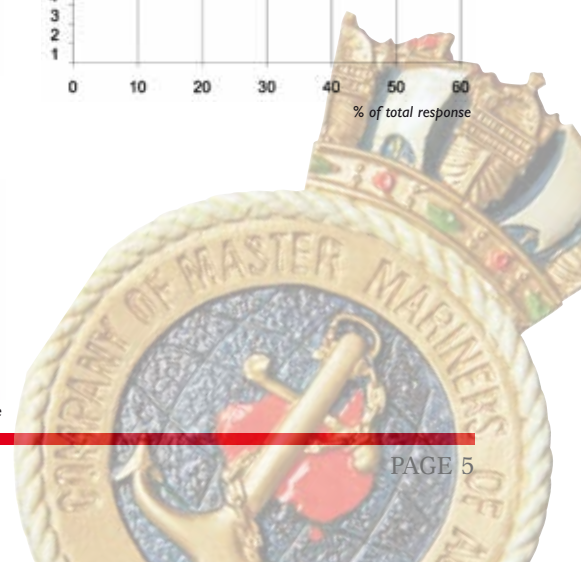 3
2
1
0 10 20 30 40 50 60
% of total response
COMPANY OF MASTER MARINERS OF
PAGE 5